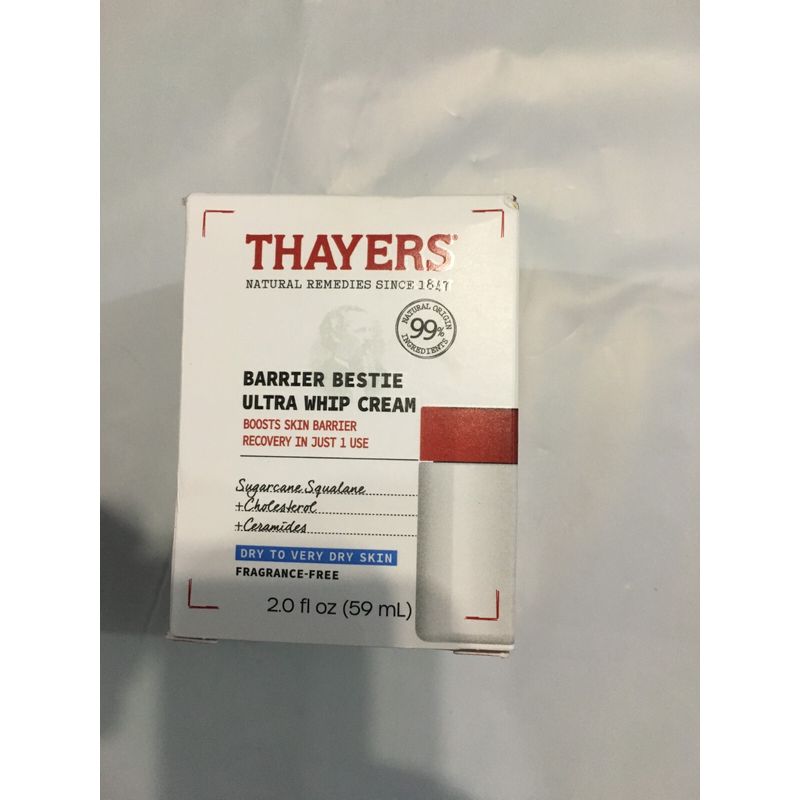 THAYERS®
NATURAL REMEDIES SINCE 1847
NATURAL ORIGIN
99%
INGREDIENTS
BARRIER BESTIE
ULTRA WHIP CREAM
BOOSTS SKIN BARRIER
RECOVERY IN JUST 1 USE
Sugarcane Squalane
+Cholesterol
+Ceramides
DRY TO VERY DRY SKIN
FRAGRANCE-FREE
2.0 fl oz (59 mL)